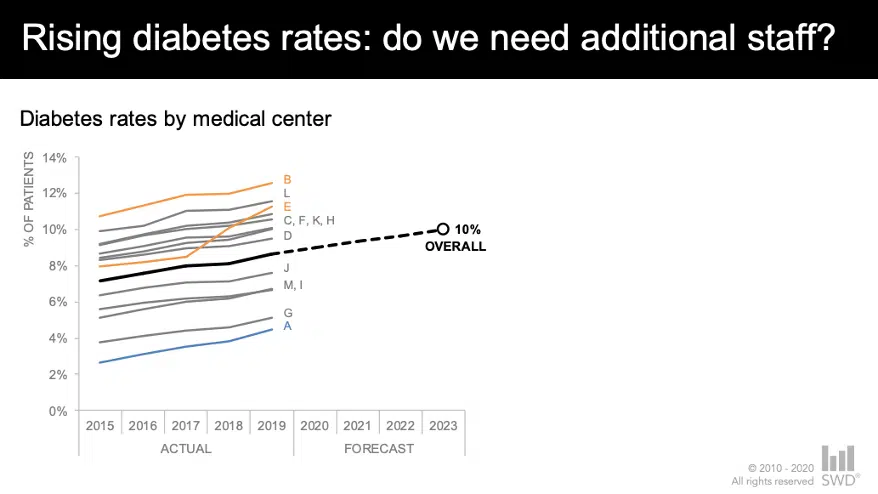 Rising diabetes rates: do we need additional staff?
Diabetes rates by medical center
% OF PATIENTS
14%
12%
10%
8%
6%
4%
2%
0%
B
L
E
C, F, K, H
D
J
M, I
G
A
10%
OVERALL
2015 2016 2017 2018 2019 2020 2021 2022 2023
ACTUAL FORECAST
© 2010 - 2020
All rights reserved
SWD®